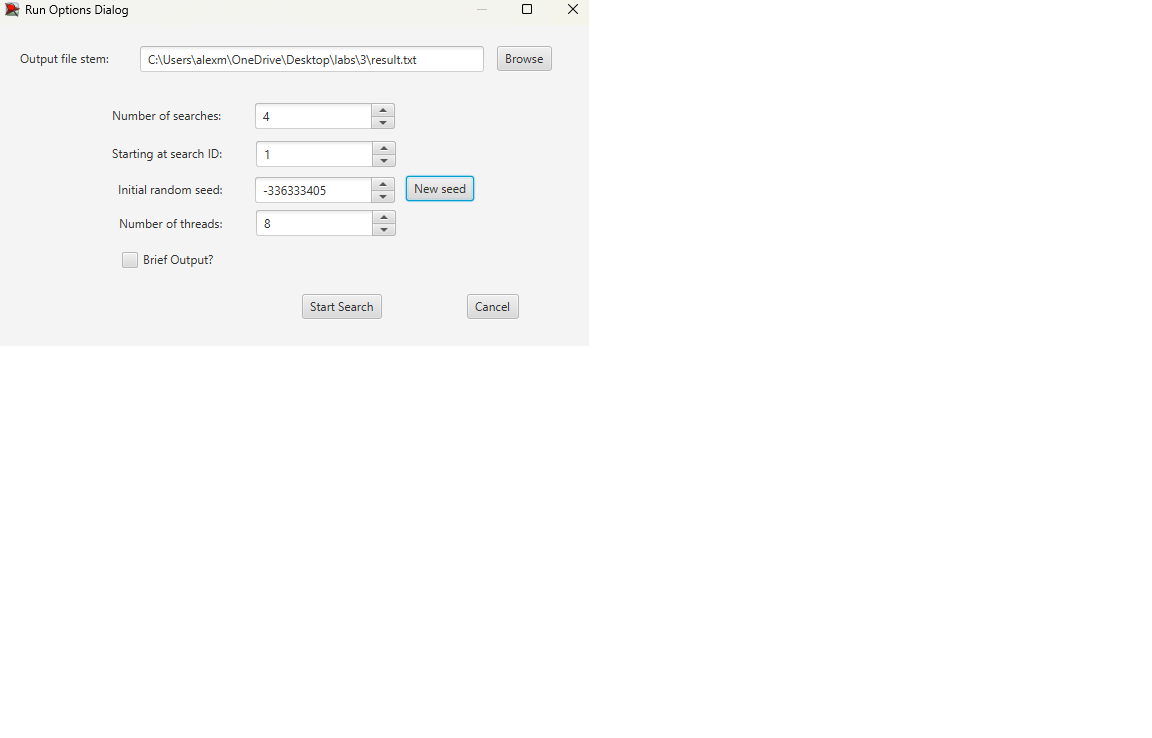 Run Options Dialog
Output file stem: C:\Users\alexm\OneDrive\Desktop\labs\3\result.txt Browse
Number of searches: 4
Starting at search ID: 1
Initial random seed: -336333405 New seed
Number of threads: 8
Brief Output?
Start Search Cancel